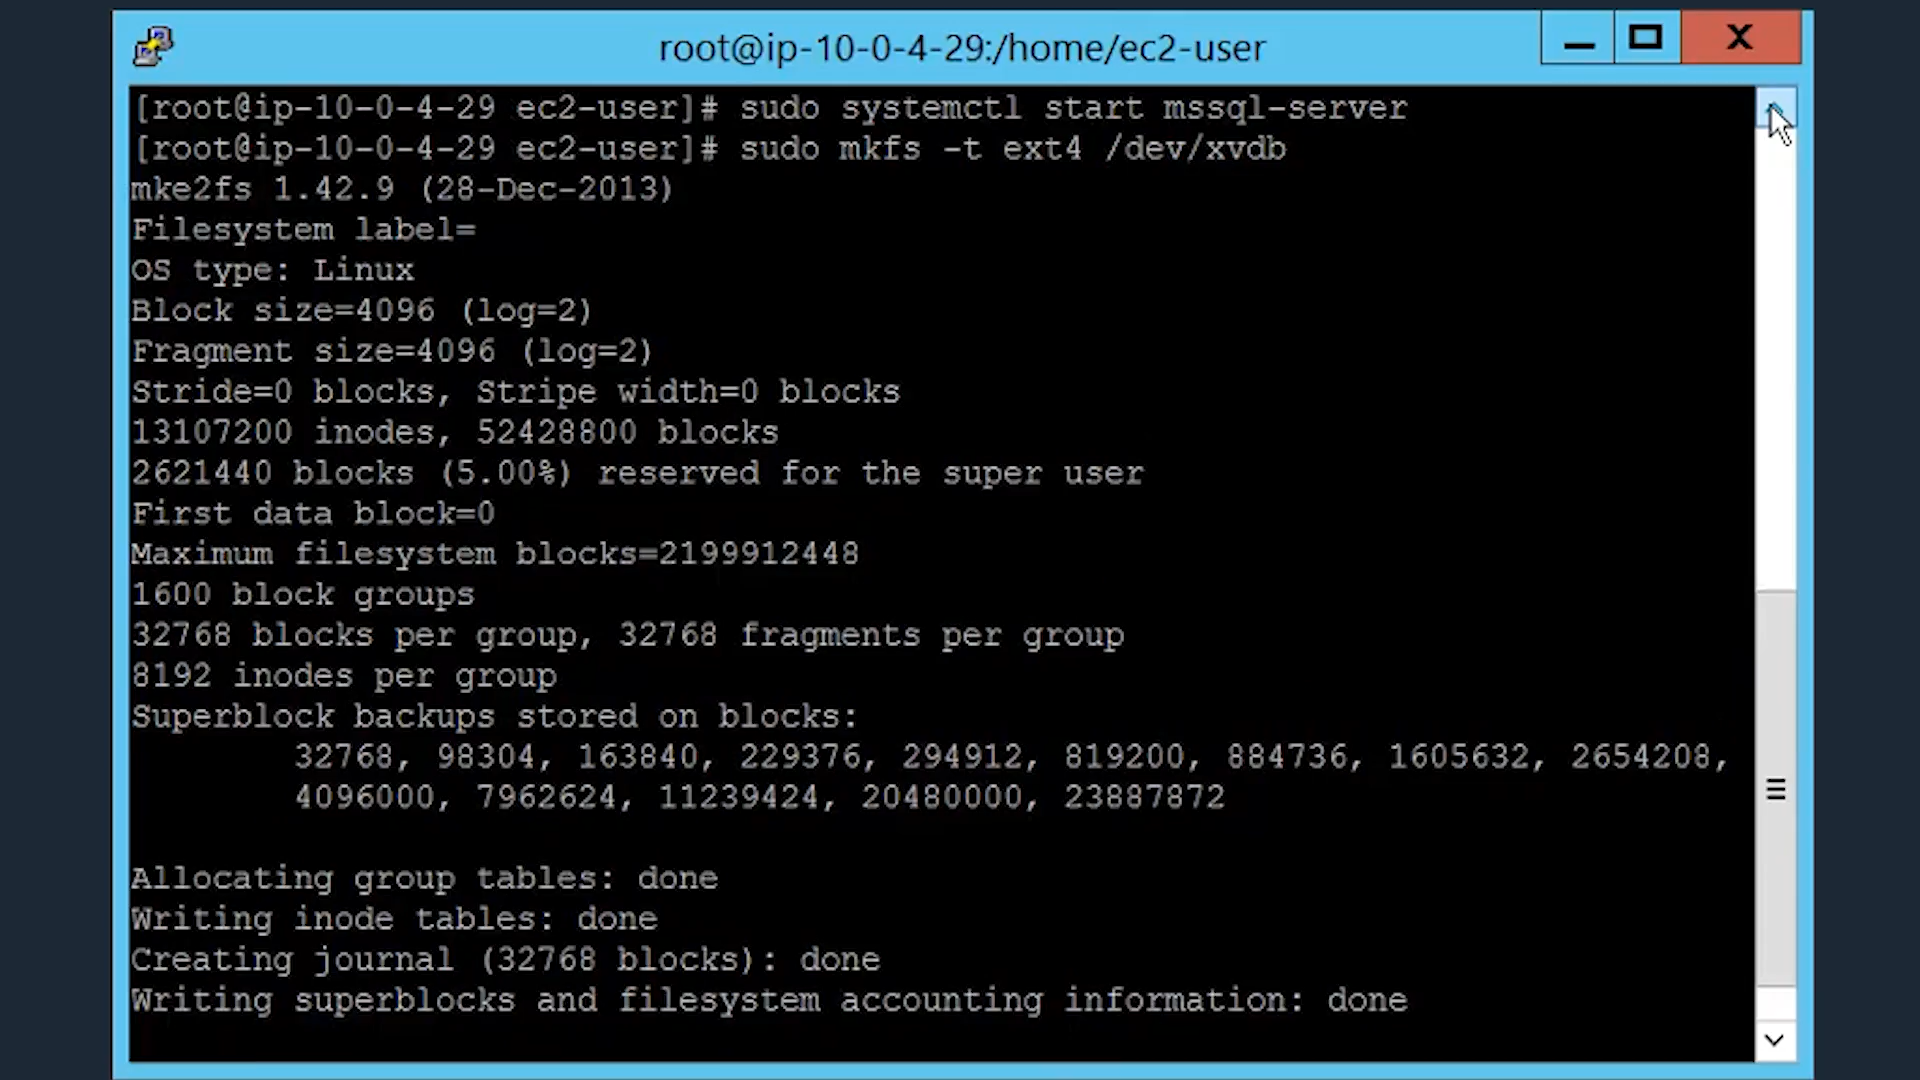 root@ip-10-0-4-29:/home/ec2-user
[root@ip-10-0-4-29 ec2-user]# sudo systemctl start mssql-server
[root@ip-10-0-4-29 ec2-user]# sudo mkfs -t ext4 /dev/xvdb
mke2fs 1.42.9 (28-Dec-2013)
Filesystem label=
OS type: Linux
Block size=4096 (log=2)
Fragment size=4096 (log=2)
Stride=0 blocks, Stripe width=0 blocks
13107200 inodes, 52428800 blocks
2621440 blocks (5.00%) reserved for the super user
First data block=0
Maximum filesystem blocks=2199912448
1600 block groups
32768 blocks per group, 32768 fragments per group
8192 inodes per group
Superblock backups stored on blocks:
32768, 98304, 163840, 229376, 294912, 819200, 884736, 1605632, 2654208,
4096000, 7962624, 11239424, 20480000, 23887872
Allocating group tables: done
Writing inode tables: done
Creating journal (32768 blocks): done
Writing superblocks and filesystem accounting information: done